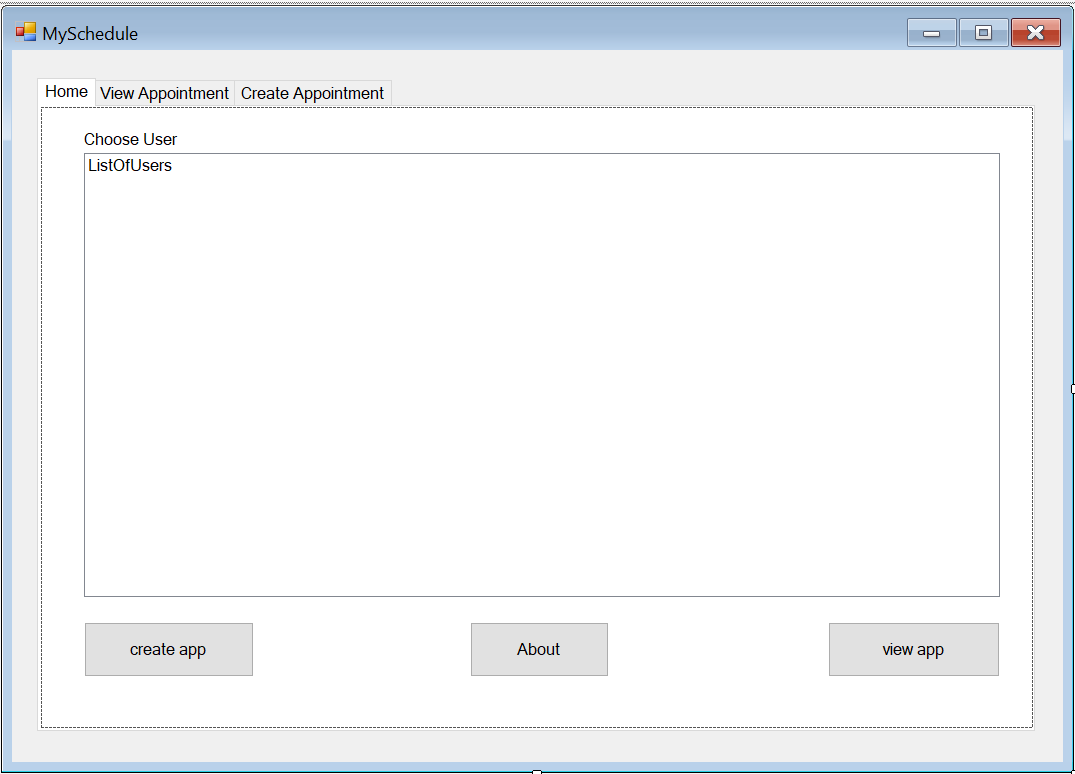 MySchedule
Home View Appointment Create Appointment
Choose User
ListOfUsers
create app About view app